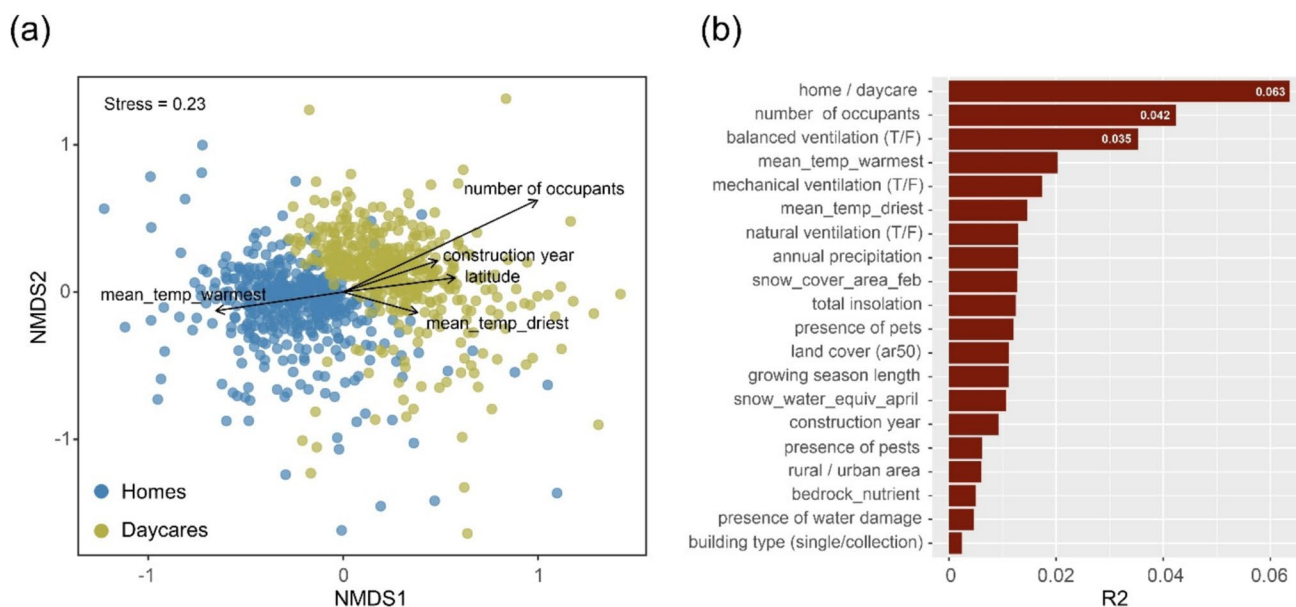 (a)
Stress = 0.23
number of occupants
construction year
latitude
mean_temp_warmest
mean_temp_driest
1
0
-1
NMDS2
Homes
Daycares
-1
0
1
NMDS1
(b)
home / daycare
0.063
number of occupants
0.042
balanced ventilation (T/F)
0.035
mean_temp_warmest
mechanical ventilation (T/F)
mean_temp_driest
natural ventilation (T/F)
annual precipitation
snow_cover_area_feb
total insolation
presence of pets
land cover (ar50)
growing season length
snow_water_equiv_april
construction year
presence of pests
rural / urban area
bedrock_nutrient
presence of water damage
building type (single/collection)
0
0.02
0.04
0.06
R2